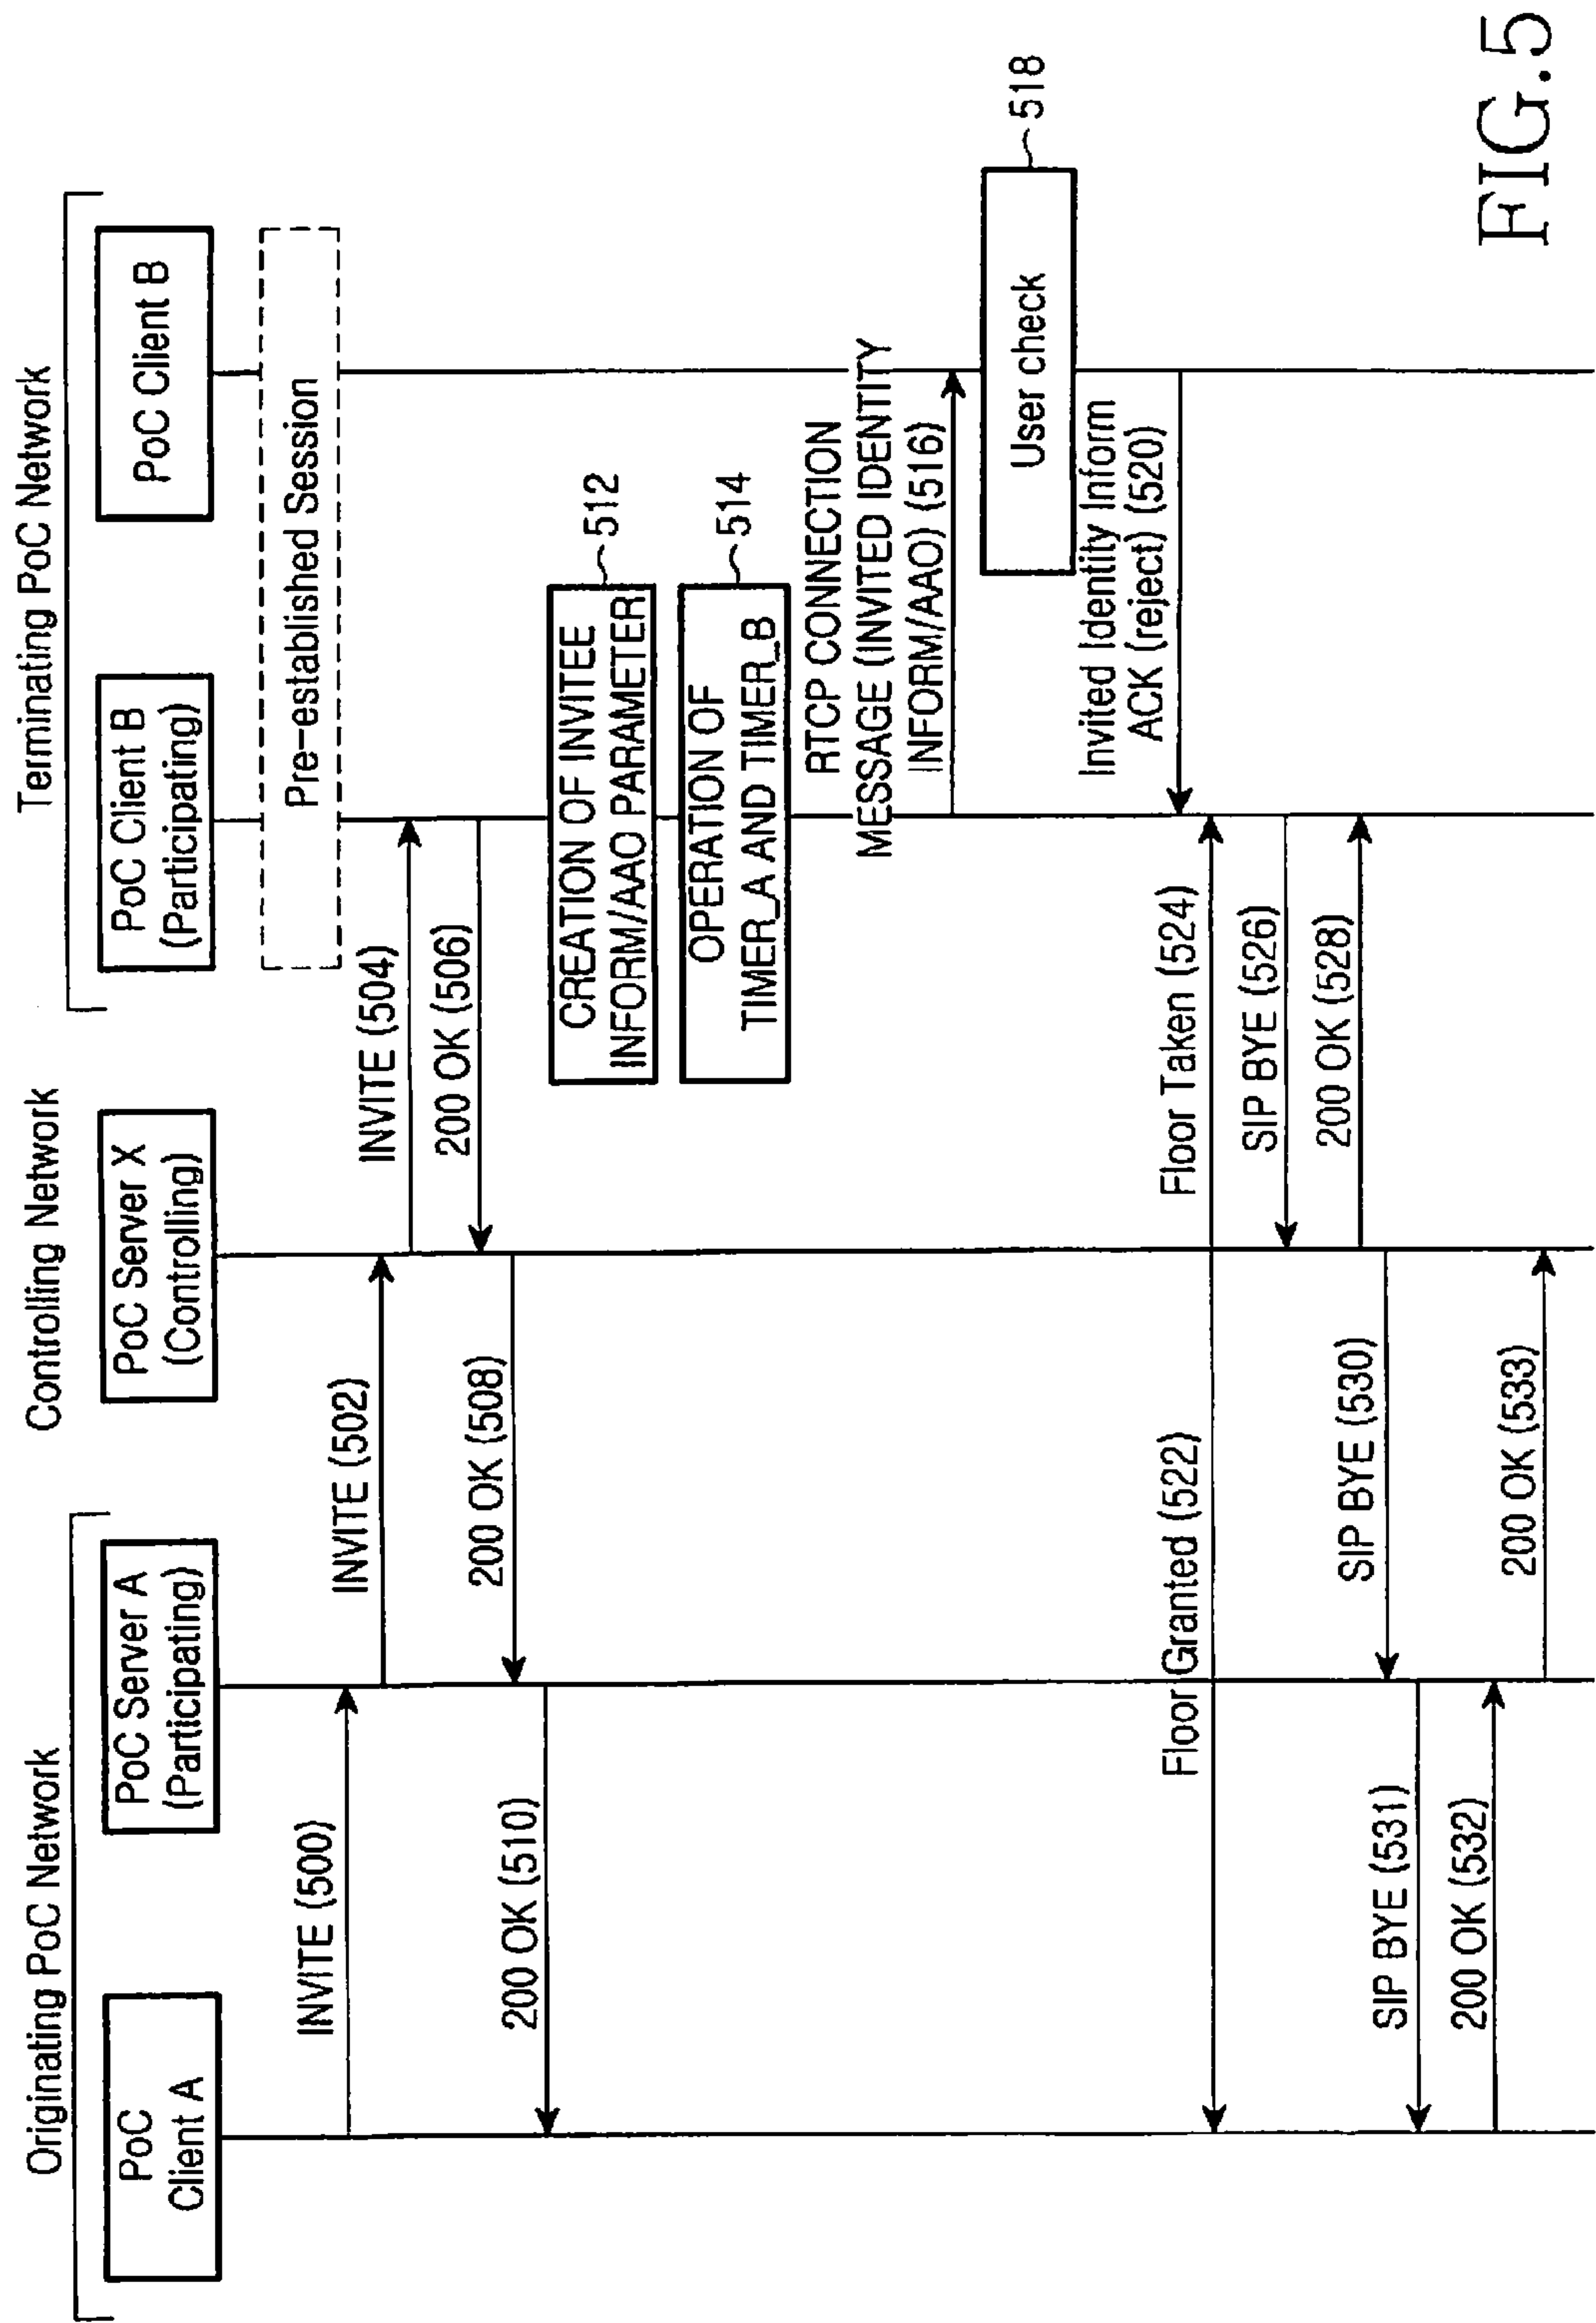 Originating PoC Network
Controlling Network
Terminating PoC Network
PoC
Client A
PoC Server A
(Participating)
PoC Server X
(Controlling)
PoC Client B
(Participating)
PoC Client B
Pre-established Session
INVITE (500)
INVITE (502)
INVITE (504)
200 OK (506)
200 OK (508)
200 OK (510)
CREATION OF INVITEE
INFORM/AAO PARAMETER
512
OPERATION OF
TIMER_A AND TIMER_B
514
RTCP CONNECTION
MESSAGE (INVITED IDENTITY
INFORM/AAO) (516)
User check
518
Invited Identity Inform
ACK (reject) (520)
Floor Granted (522)
Floor Taken (524)
SIP BYE (526)
200 OK (528)
SIP BYE (530)
SIP BYE (531)
200 OK (532)
200 OK (533)
FIG.5